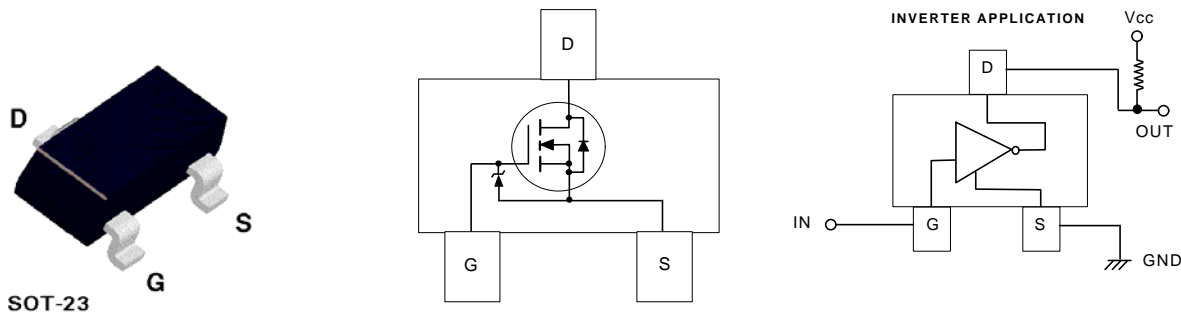 D
S
G
SOT-23
D
G
S
INVERTER APPLICATION
Vcc
D
OUT
IN
G
S
GND